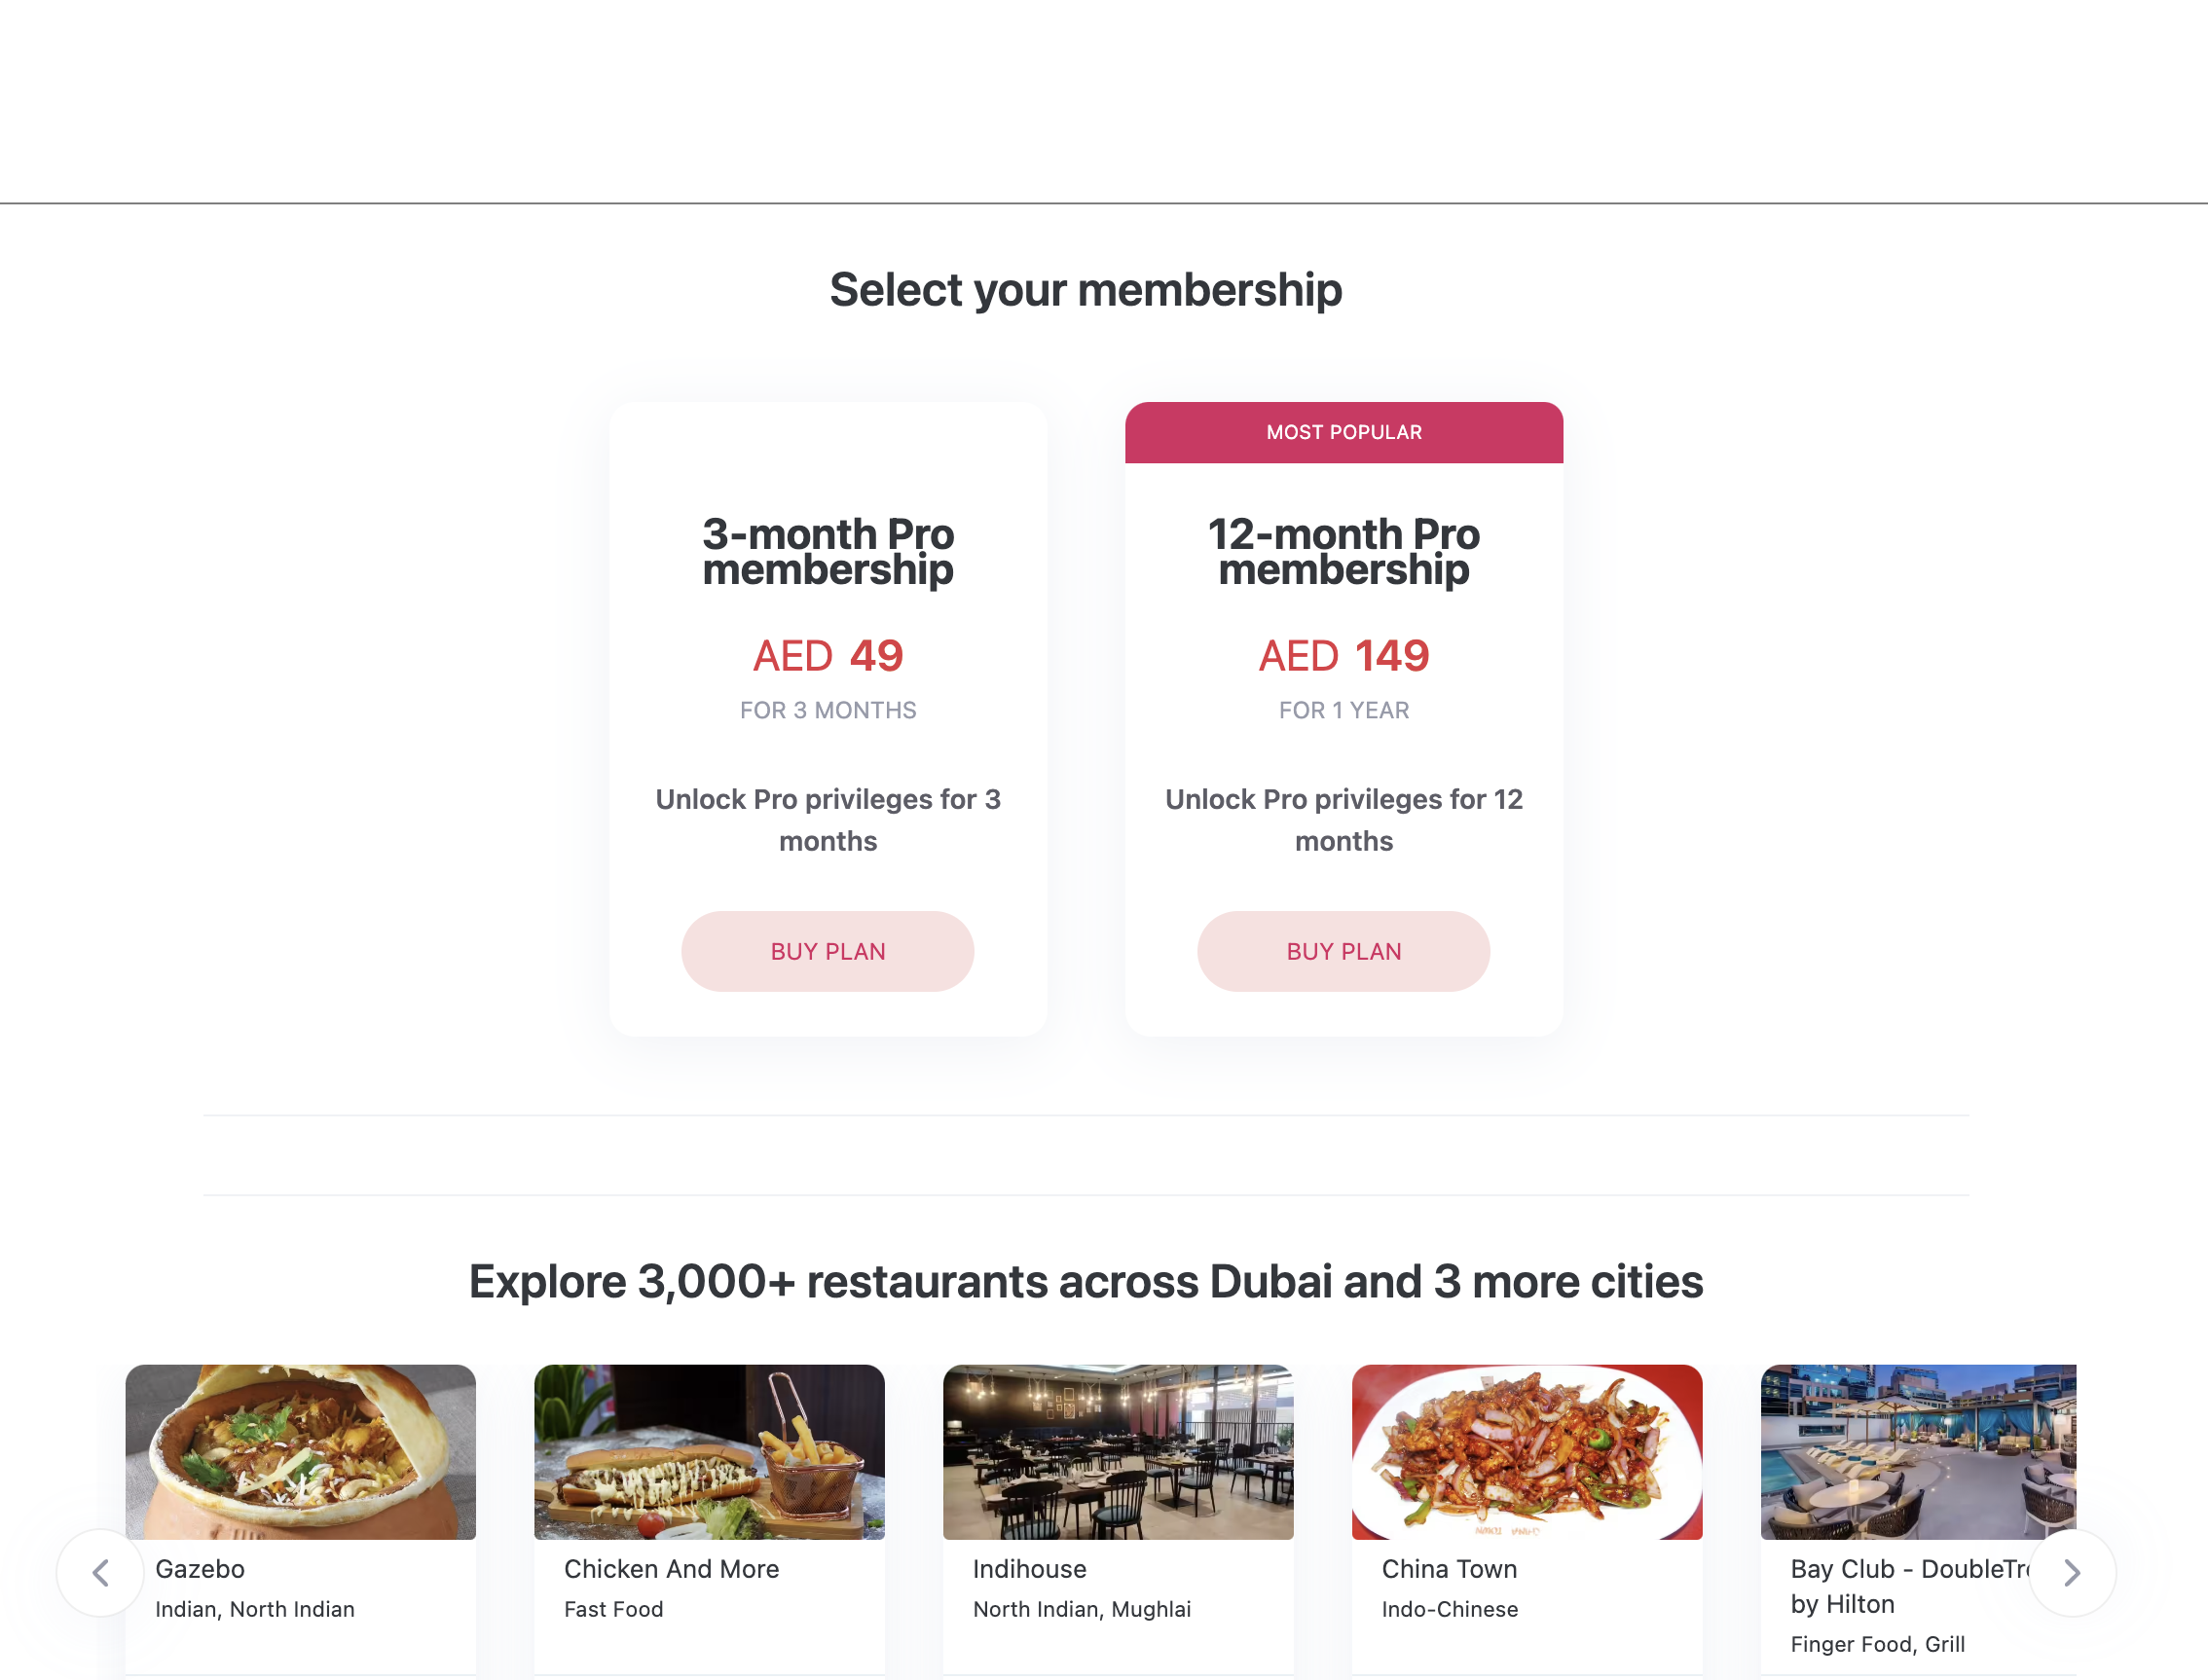 Select your membership
MOST POPULAR
3-month Pro
membership
AED 49
FOR 3 MONTHS
Unlock Pro privileges for 3
months
BUY PLAN
12-month Pro
membership
AED 149
FOR 1 YEAR
Unlock Pro privileges for 12
months
BUY PLAN
Explore 3,000+ restaurants across Dubai and 3 more cities
Gazebo
Indian, North Indian
Chicken And More
Fast Food
Indihouse
North Indian, Mughlai
China Town
Indo-Chinese
Bay Club - DoubleTre
by Hilton
Finger Food, Grill